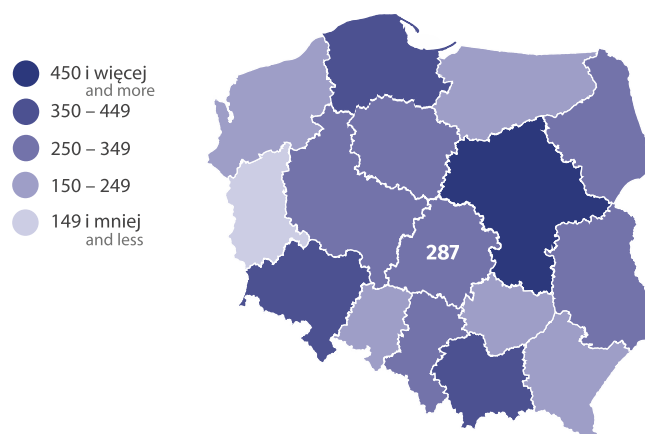 450 i więcej
and more
350 – 449
250 – 349
150 – 249
149 i mniej
and less
287